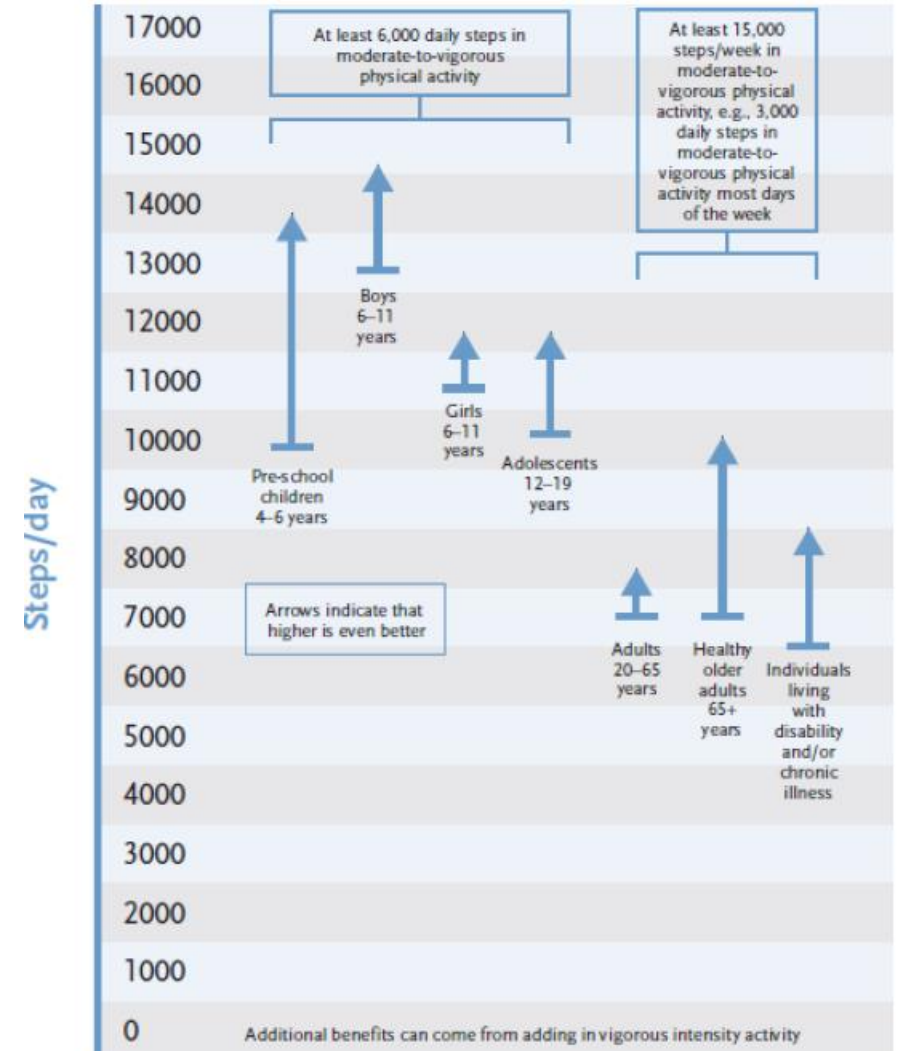 Steps/day
17000
16000
15000
14000
13000
12000
11000
10000
9000
8000
7000
6000
5000
4000
3000
2000
1000
0
At least 6,000 daily steps in
moderate-to-vigorous
physical activity
At least 15,000
steps/week in
moderate-to-
vigorous physical
activity, e.g., 3,000
daily steps in
moderate-to-
vigorous physical
activity most days
of the week
Pre-school
children
4–6 years
Boys
6–11
years
Girls
6–11
years
Adolescents
12–19
years
Arrows indicate that
higher is even better
Adults
20–65
years
Healthy
older
adults
65+
years
Individuals
living
with
disability
and/or
chronic
illness
Additional benefits can come from adding in vigorous intensity activity